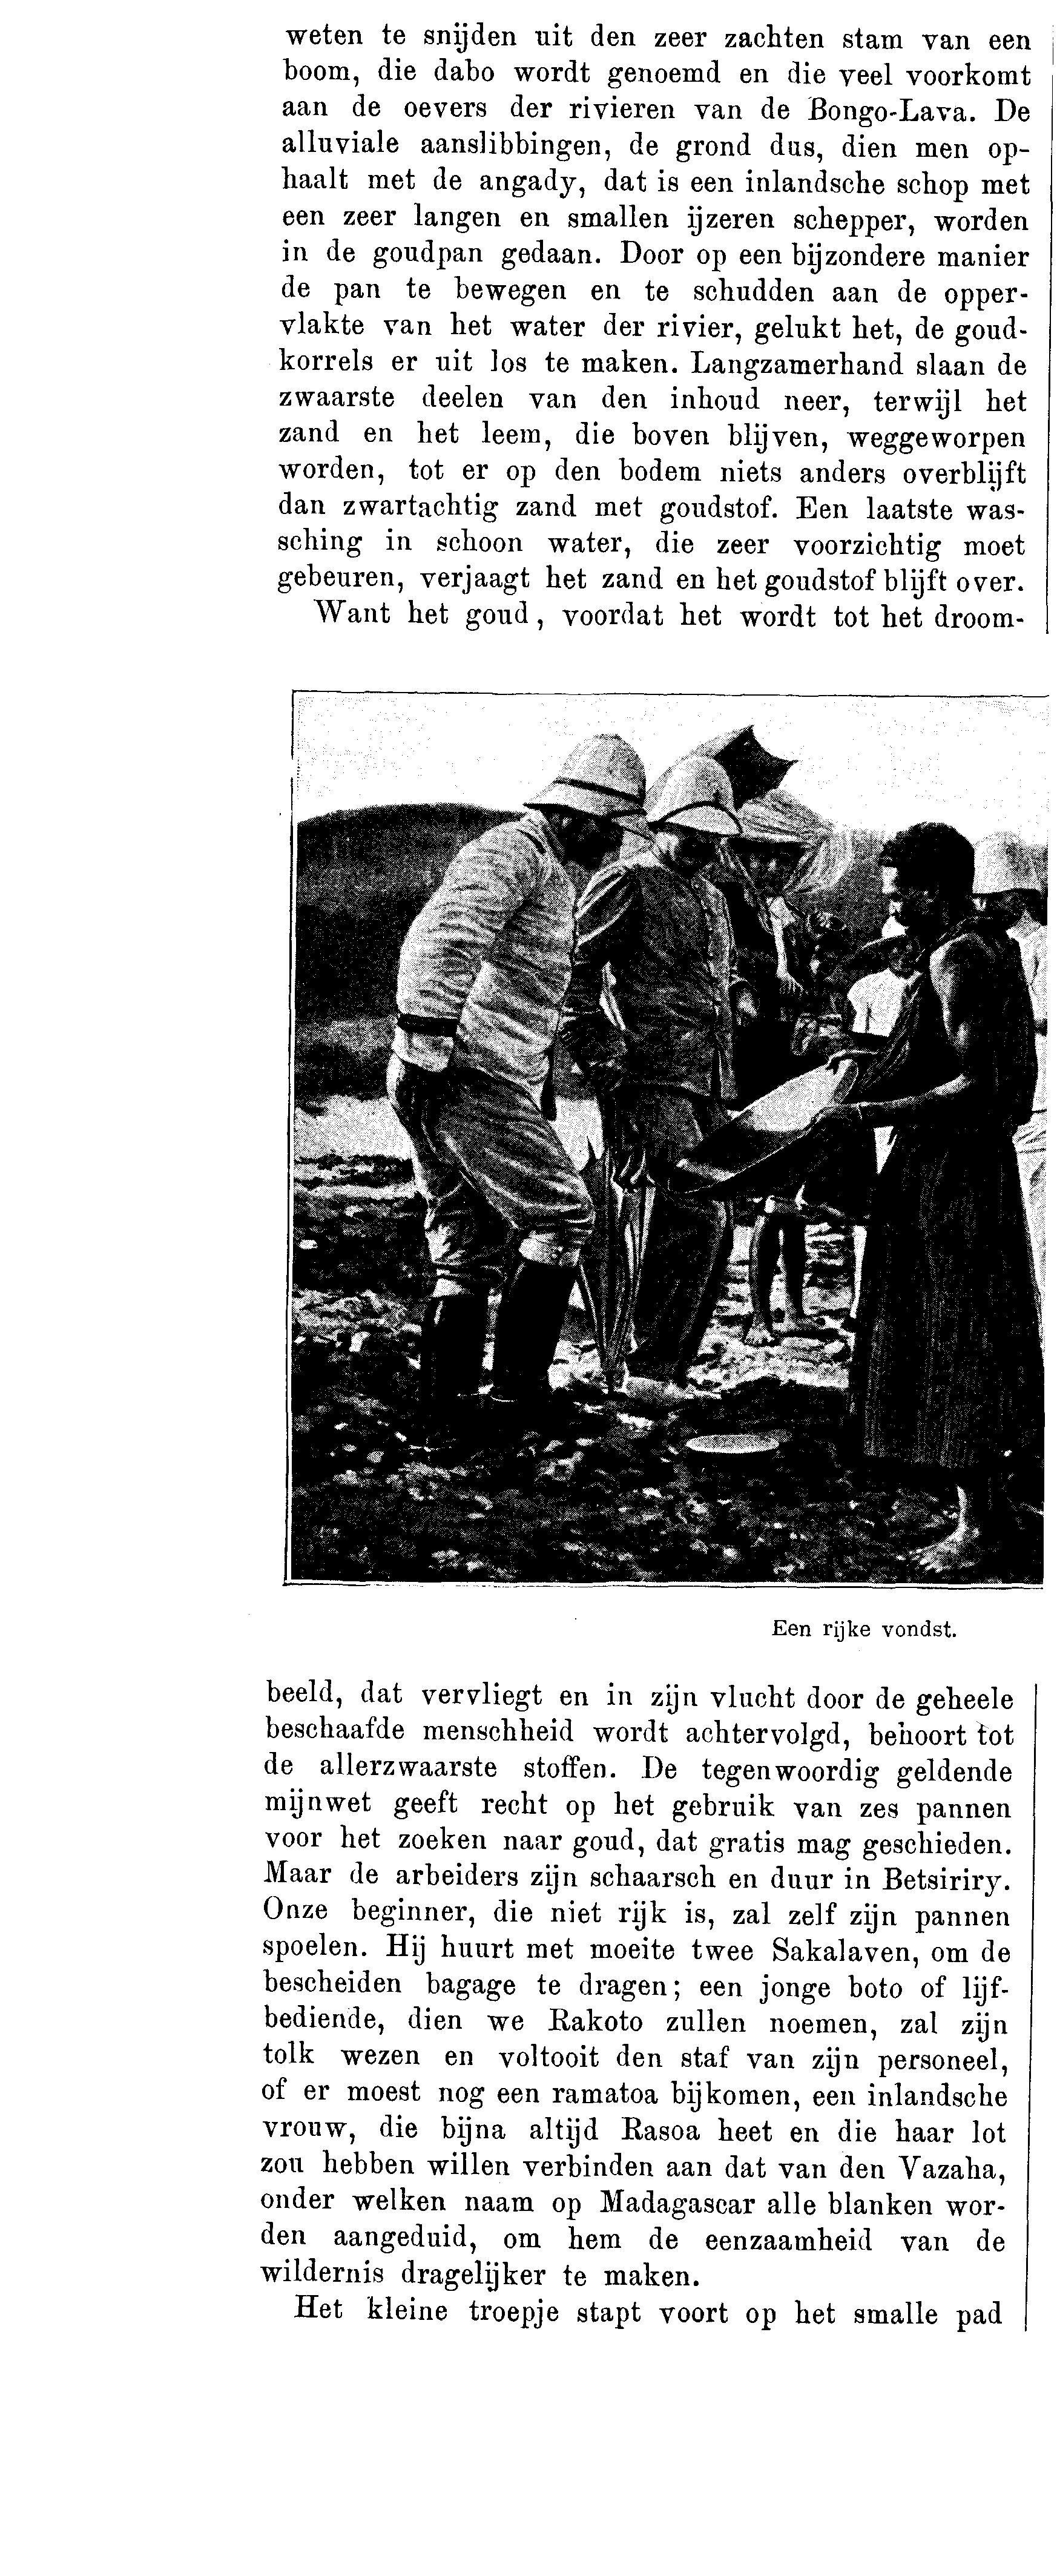 weten te snijden uit den zeer zachten stam van een
boom, die dabo wordt genoemd en die veel voorkomt
aan de oevers der rivieren van de Bongo-Lava. De
alluviale aanslibbingen, de grond dus, dien men op-
haalt met de angady, dat is een inlandsche schop met
een zeer langen en smallen ijzeren schepper, worden
in de goudpan gedaan. Door op een bijzondere manier
de pan te bewegen en te schudden aan de opper-
vlakte van het water der rivier, gelukt het, de goud-
korrels er uit los te maken. Langzamerhand slaan de
zwaarste deelen van den inhoud neer, terwijl het
zand en het leem, die boven blijven, weggeworpen
worden, tot er op den bodem niets anders overblijft
dan zwartachtig zand met goudstof. Een laatste was-
sching in schoon water, die zeer voorzichtig moet
gebeuren, verjaagt het zand en het goudstof blijft over.
Want het goud, voordat het wordt tot het droom-
Een rijke vondst.
beeld, dat vervliegt en in zijn vlucht door de geheele
beschaafde menschheid wordt achtervolgd, behoort tot
de allerzwaarste stoffen. De tegenwoordig geldende
mijnwet geeft recht op het gebruik van zes pannen
voor het zoeken naar goud, dat gratis mag geschieden.
Maar de arbeiders zijn schaarsch en duur in Betsiriry.
Onze beginner, die niet rijk is, zal zelf zijn pannen
spoelen. Hij huurt met moeite twee Sakalaven, om de
bescheiden bagage te dragen; een jonge boto of lijf-
bediende, dien we Rakoto zullen noemen, zal zijn
tolk wezen en voltooit den staf van zijn personeel,
of er moest nog een ramatoa bijkomen, een inlandsche
vrouw, die bijna altijd Rasoa heet en die haar lot
zou hebben willen verbinden aan dat van den Vazaha,
onder welken naam op Madagascar alle blanken wor-
den aangeduid, om hem de eenzaamheid van de
wildernis dragelijker te maken.
Het kleine troepje stapt voort op het smalle pad